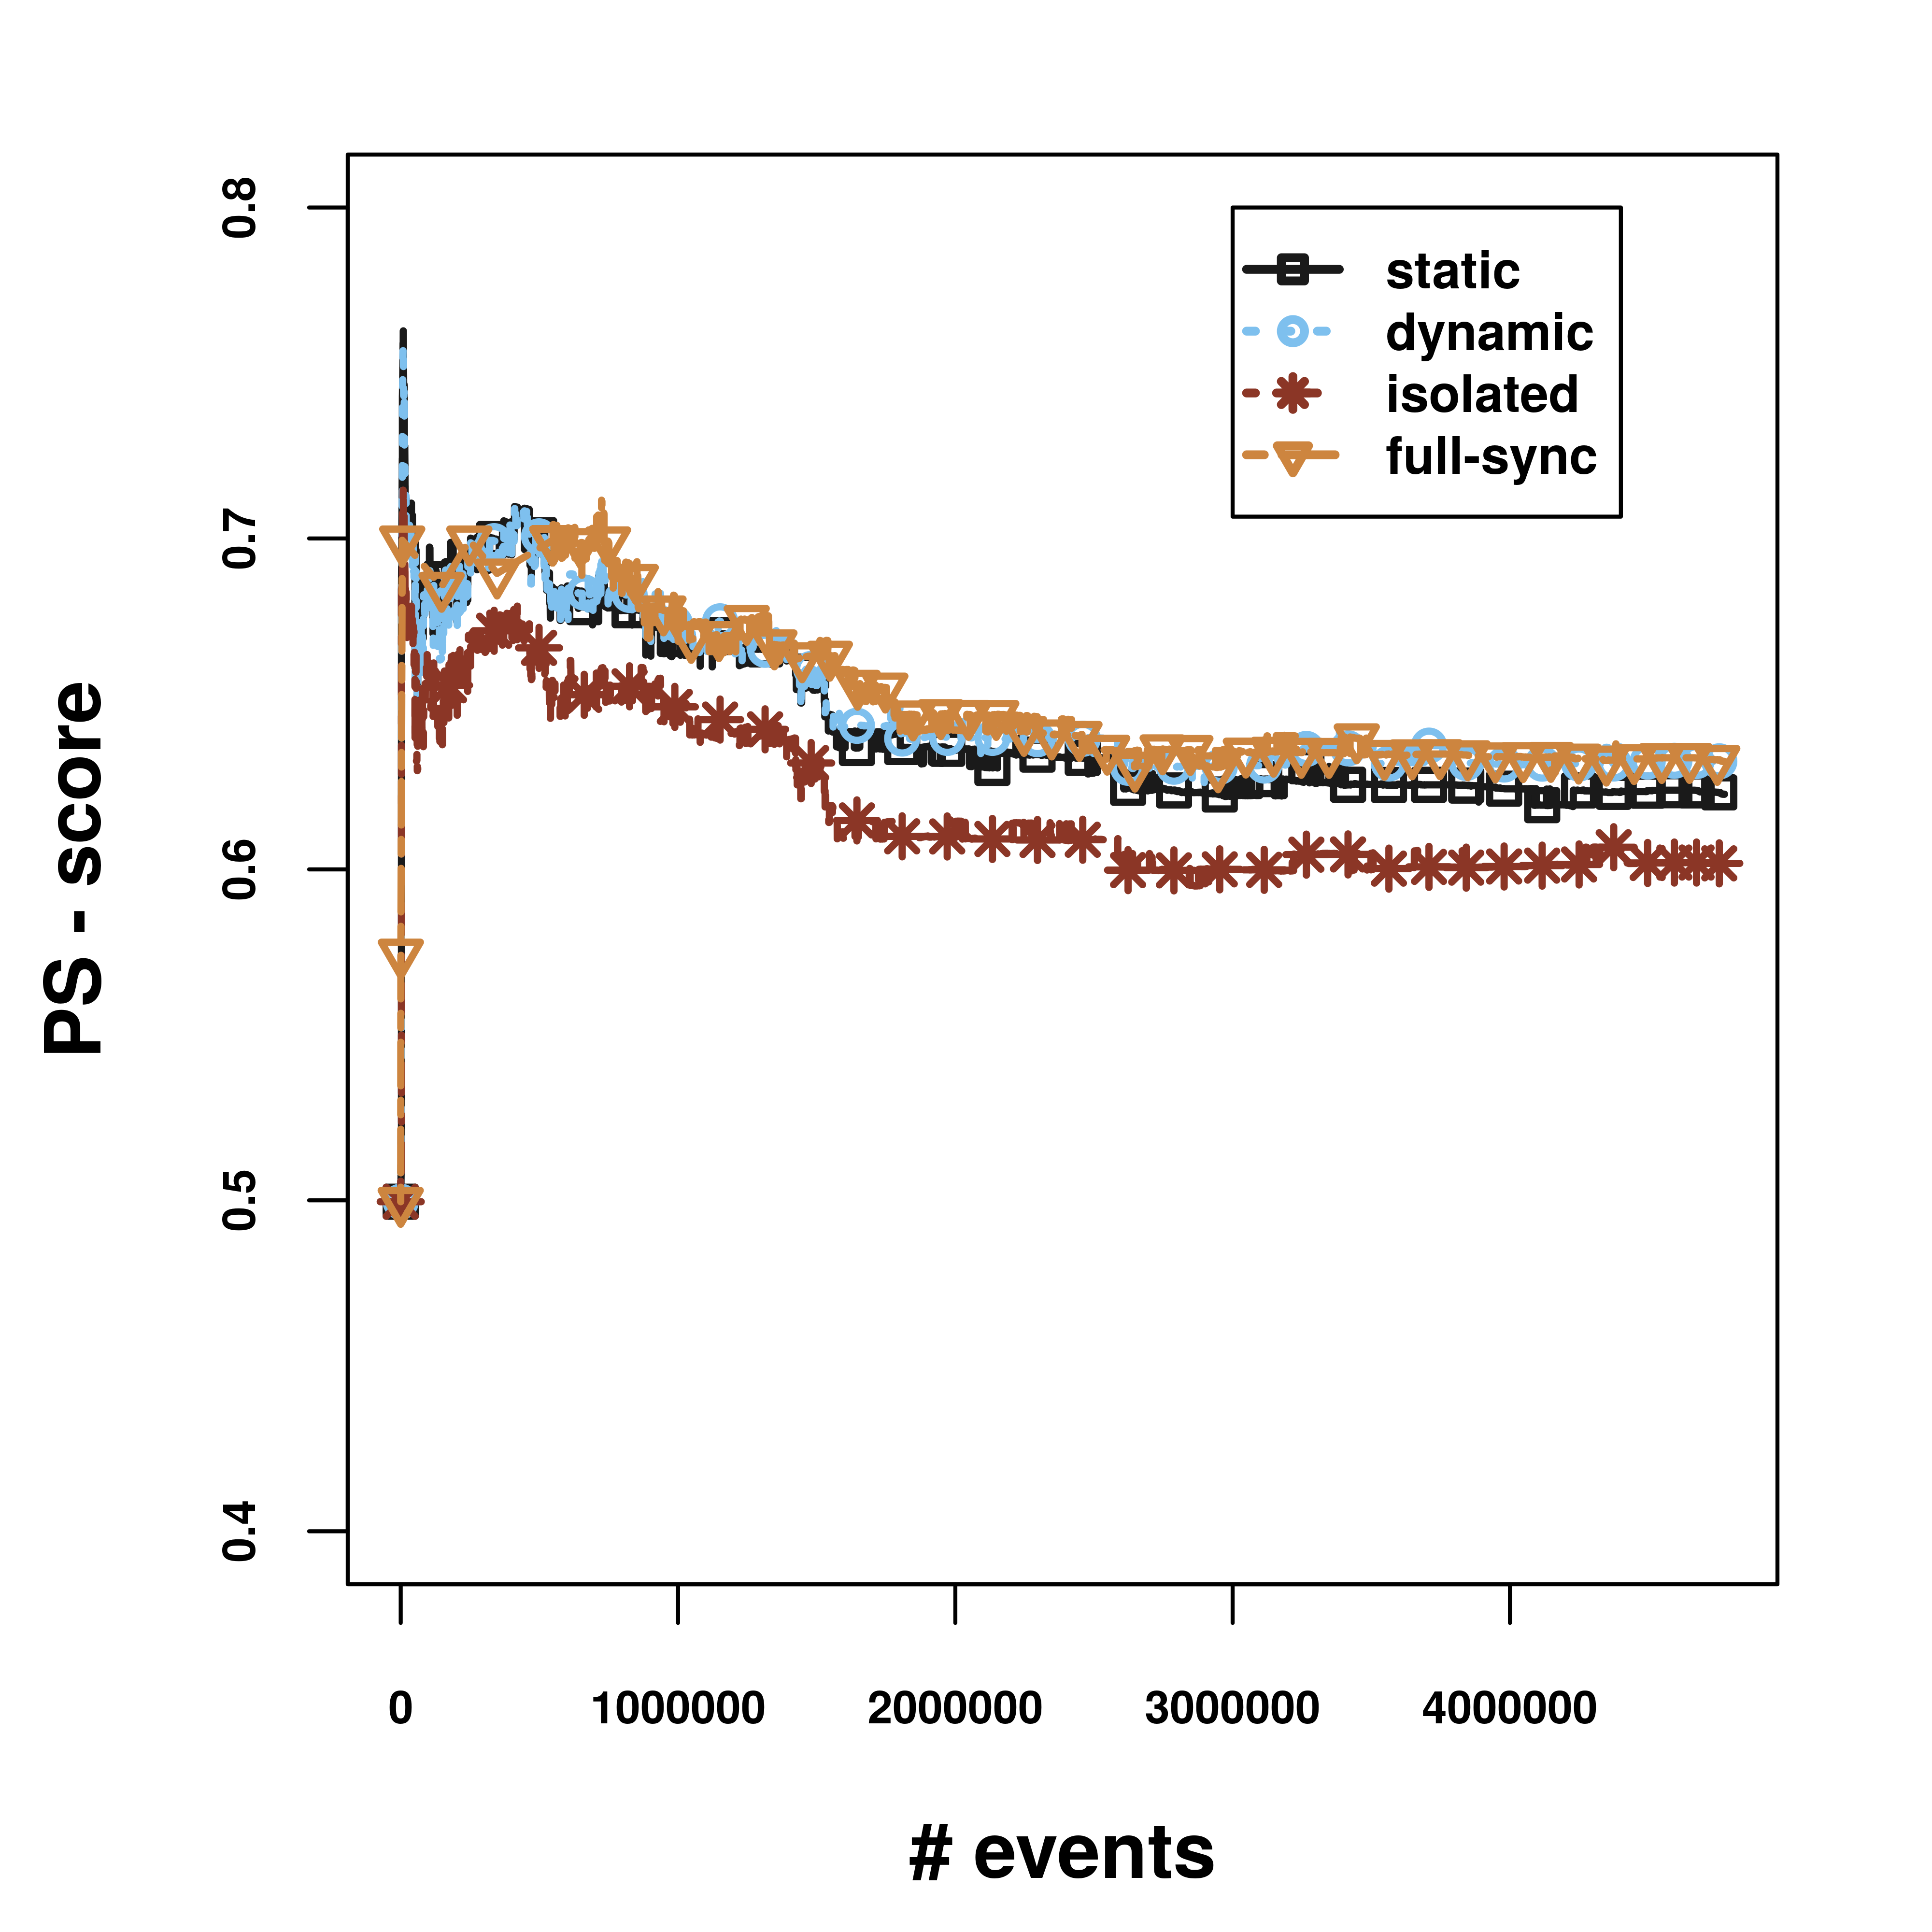 PS - score
0.8
0.7
0.6
0.5
0.4
static
dynamic
isolated
full-sync
0 1000000 2000000 3000000 4000000
# events